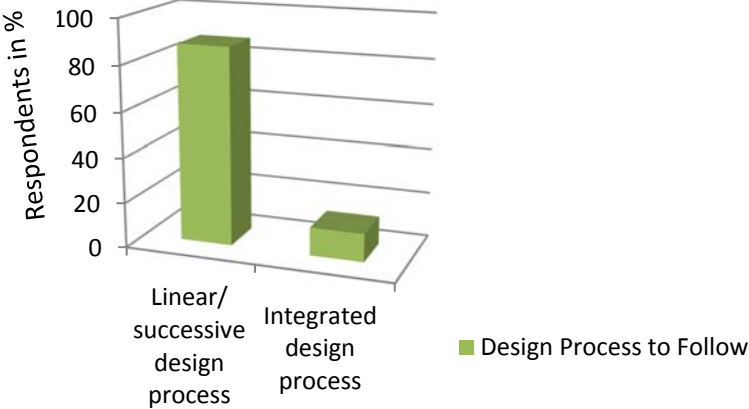 Respondents in %
100
80
60
40
20
0
Linear/
successive
design
process
Integrated
design
process
Design Process to Follow